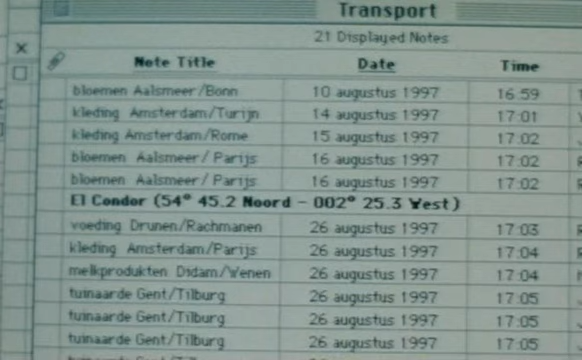 Transport
21 Displayed Notes
Note Title Date Time
bloemen Aalsmeer/Bonn 10 augustus 1997 16:59
kleding Amsterdam/Turijn 14 augustus 1997 17:01
kleding Amsterdam/Rome 15 augustus 1997 17:02
bloemen Aalsmeer/Parijs 16 augustus 1997 17:02
bloemen Aalsmeer/Parijs 16 augustus 1997 17:02
El Condor (54° 45.2 Noord - 002° 25.3 West)
voeding Drunen/Rachmanen 26 augustus 1997 17:03
kleding Amsterdam/Parijs 26 augustus 1997 17:04
melkprodukten Didam/Wenen 26 augustus 1997 17:04
tuinaarde Gent/Tilburg 26 augustus 1997 17:05
tuinaarde Gent/Tilburg 26 augustus 1997 17:05
tuinaarde Gent/Tilburg 26 augustus 1997 17:05